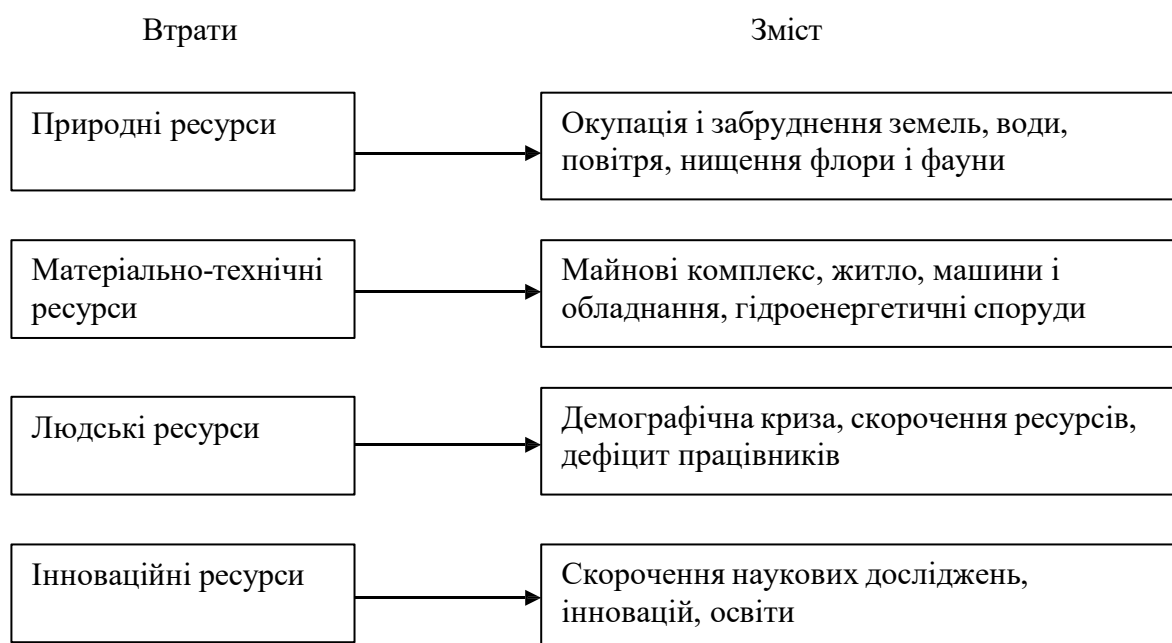 Втрати
Зміст
Природні ресурси
Окупація і забруднення земель, води,
повітря, нищення флори і фауни
Матеріально-технічні
ресурси
Майнові комплекс, житло, машини і
обладнання, гідроенергетичні споруди
Людські ресурси
Демографічна криза, скорочення ресурсів,
дефіцит працівників
Інноваційні ресурси
Скорочення наукових досліджень,
інновацій, освіти